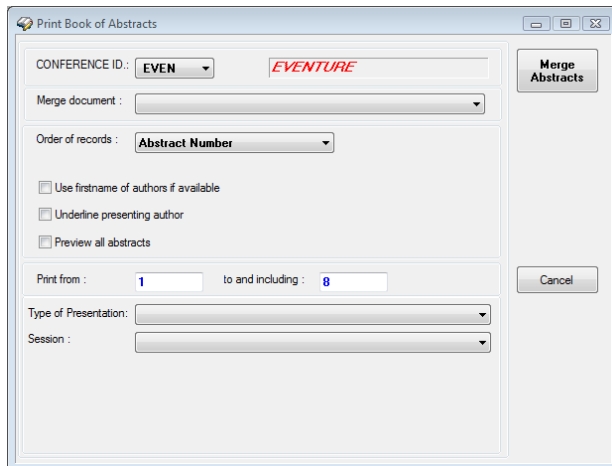 Print Book of Abstracts
CONFERENCE ID.: EVEN EVENTURE
Merge Abstracts
Merge document :
Order of records : Abstract Number
Use firstname of authors if available
Underline presenting author
Preview all abstracts
Print from : 1 to and including : 8
Cancel
Type of Presentation:
Session :